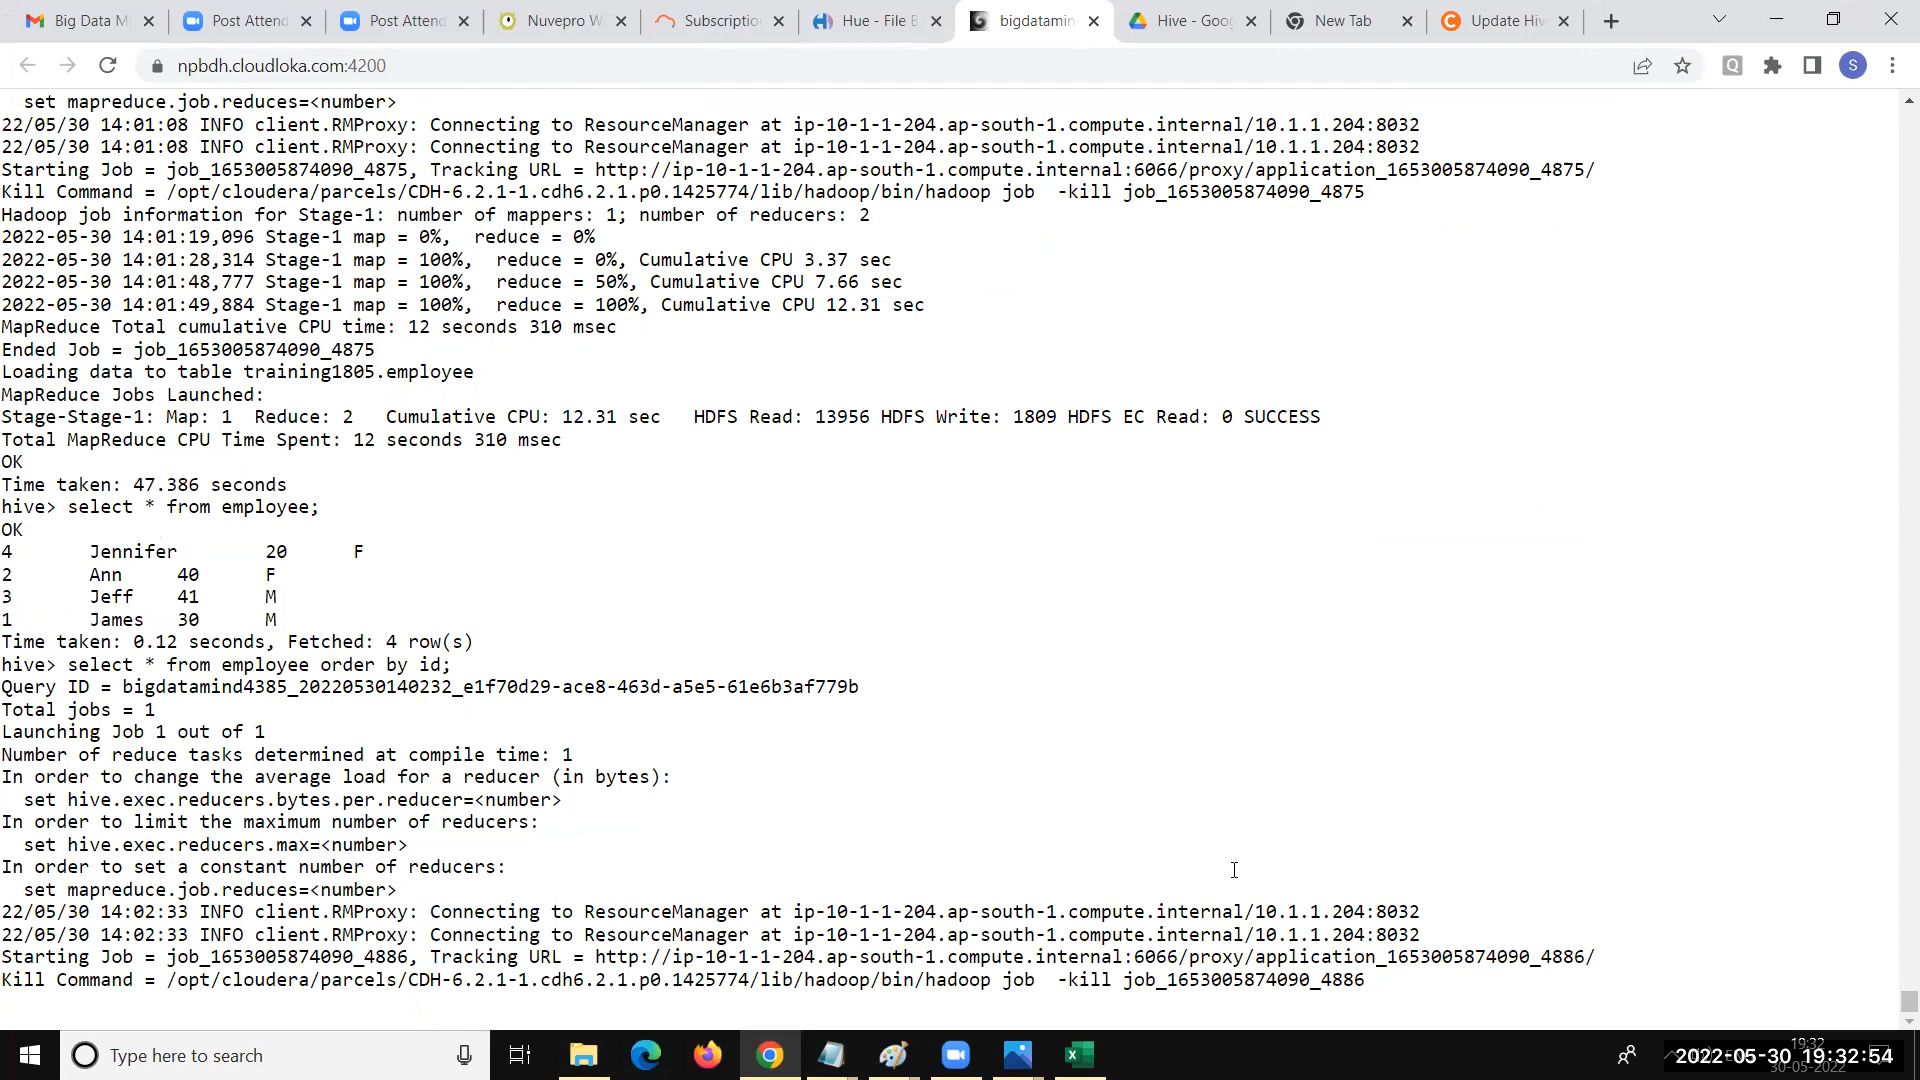 Big Data M
Post Attend
Post Attend
Nuvepro W
Subscriptio
Hue - File B
bigdatamin
Hive - Goog
New Tab
Update Hiv
npbdh.cloudloka.com:4200
S
set mapreduce.job.reduces=<number>
22/05/30 14:01:08 INFO client.RMProxy: Connecting to ResourceManager at ip-10-1-1-204.ap-south-1.compute.internal/10.1.1.204:8032
22/05/30 14:01:08 INFO client.RMProxy: Connecting to ResourceManager at ip-10-1-1-204.ap-south-1.compute.internal/10.1.1.204:8032
Starting Job = job_1653005874090_4875, Tracking URL = http://ip-10-1-1-204.ap-south-1.compute.internal:6066/proxy/application_1653005874090_4875/
Kill Command = /opt/cloudera/parcels/CDH-6.2.1-1.cdh6.2.1.p0.1425774/lib/hadoop/bin/hadoop job  -kill job_1653005874090_4875
Hadoop job information for Stage-1: number of mappers: 1; number of reducers: 2
2022-05-30 14:01:19,096 Stage-1 map = 0%,  reduce = 0%
2022-05-30 14:01:28,314 Stage-1 map = 100%,  reduce = 0%, Cumulative CPU 3.37 sec
2022-05-30 14:01:48,777 Stage-1 map = 100%,  reduce = 50%, Cumulative CPU 7.66 sec
2022-05-30 14:01:49,884 Stage-1 map = 100%,  reduce = 100%, Cumulative CPU 12.31 sec
MapReduce Total cumulative CPU time: 12 seconds 310 msec
Ended Job = job_1653005874090_4875
Loading data to table training1805.employee
MapReduce Jobs Launched:
Stage-Stage-1: Map: 1  Reduce: 2   Cumulative CPU: 12.31 sec   HDFS Read: 13956 HDFS Write: 1809 HDFS EC Read: 0 SUCCESS
Total MapReduce CPU Time Spent: 12 seconds 310 msec
OK
Time taken: 47.386 seconds
hive> select * from employee;
OK
4       Jennifer        20      F
2       Ann     40      F
3       Jeff    41      M
1       James   30      M
Time taken: 0.12 seconds, Fetched: 4 row(s)
hive> select * from employee order by id;
Query ID = bigdatamind4385_20220530140232_e1f70d29-ace8-463d-a5e5-61e6b3af779b
Total jobs = 1
Launching Job 1 out of 1
Number of reduce tasks determined at compile time: 1
In order to change the average load for a reducer (in bytes):
set hive.exec.reducers.bytes.per.reducer=<number>
In order to limit the maximum number of reducers:
set hive.exec.reducers.max=<number>
In order to set a constant number of reducers:
set mapreduce.job.reduces=<number>
22/05/30 14:02:33 INFO client.RMProxy: Connecting to ResourceManager at ip-10-1-1-204.ap-south-1.compute.internal/10.1.1.204:8032
22/05/30 14:02:33 INFO client.RMProxy: Connecting to ResourceManager at ip-10-1-1-204.ap-south-1.compute.internal/10.1.1.204:8032
Starting Job = job_1653005874090_4886, Tracking URL = http://ip-10-1-1-204.ap-south-1.compute.internal:6066/proxy/application_1653005874090_4886/
Kill Command = /opt/cloudera/parcels/CDH-6.2.1-1.cdh6.2.1.p0.1425774/lib/hadoop/bin/hadoop job  -kill job_1653005874090_4886
Type here to search
19:32
2022-05-30 19:32:54
30-05-2022